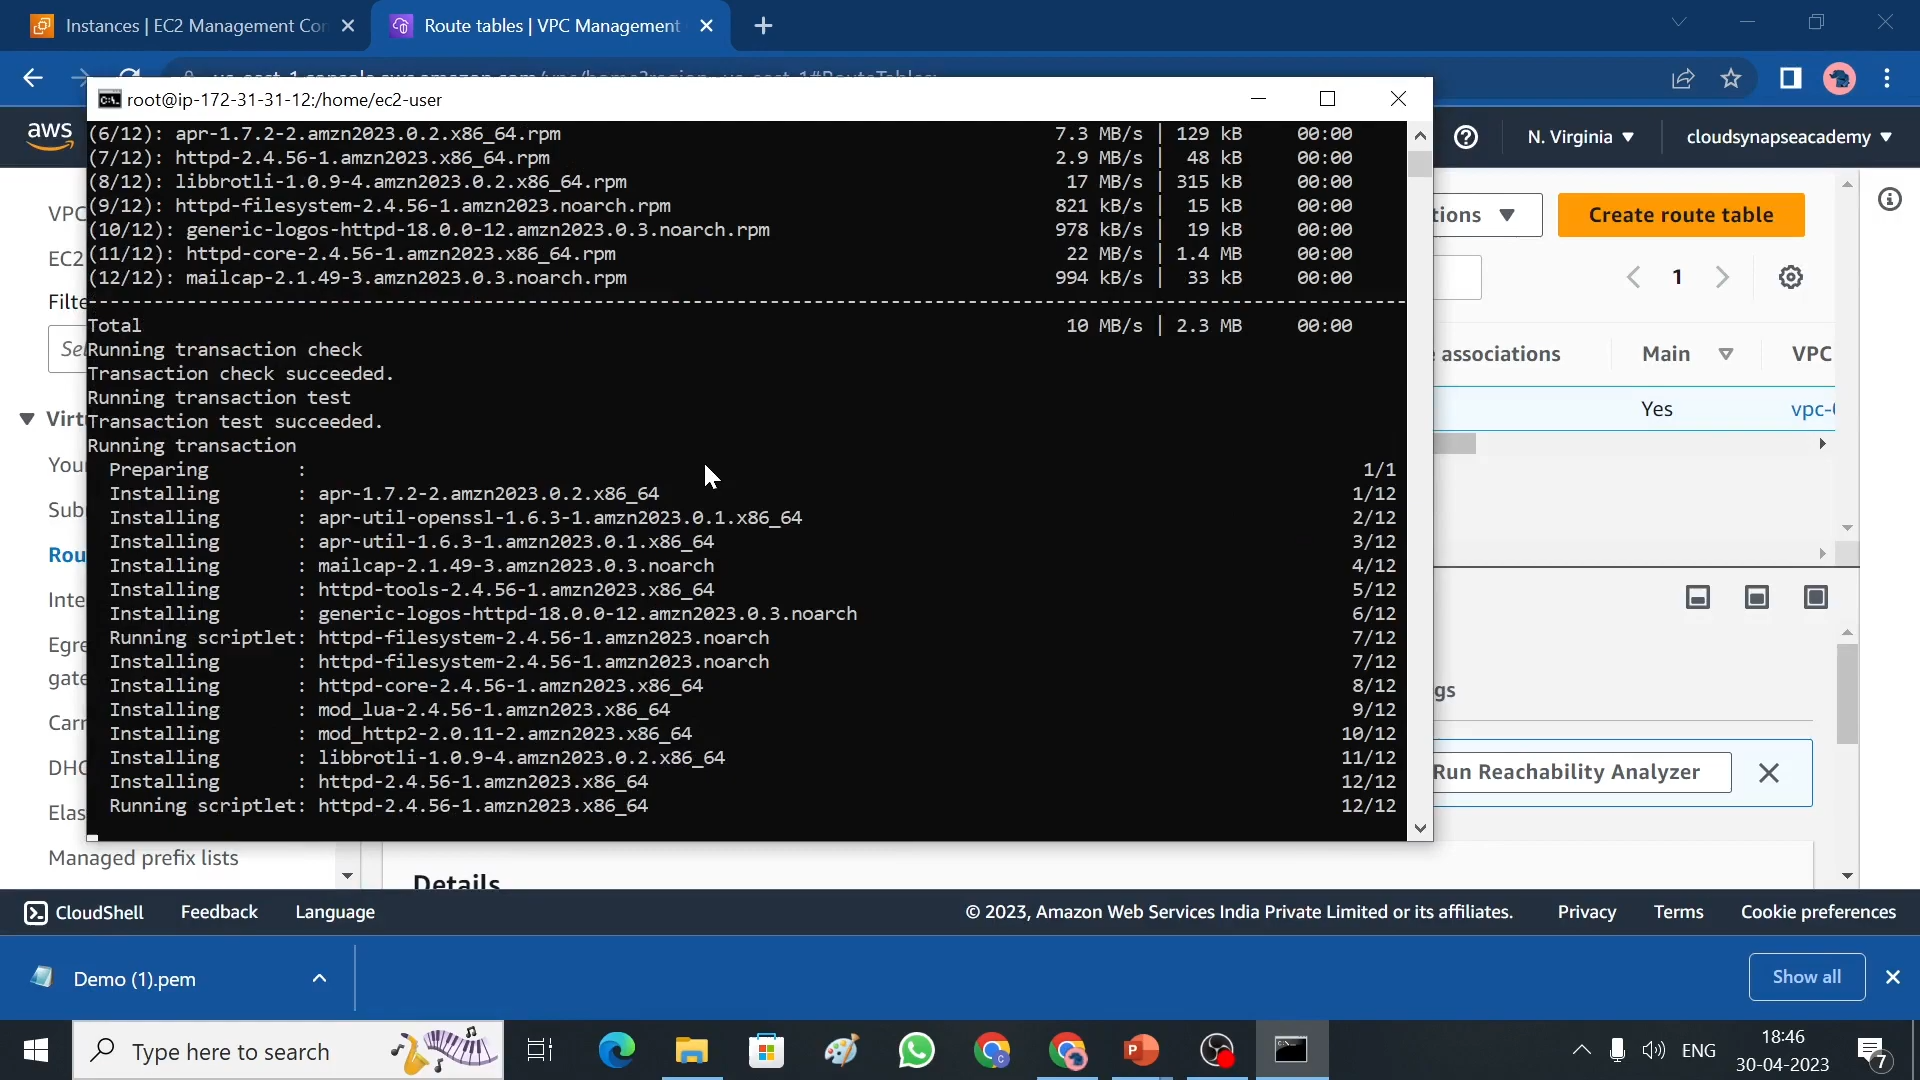 Instances | EC2 Management Cor
Route tables | VPC Management
root@ip-172-31-31-12:/home/ec2-user
aws
N. Virginia
cloudsynapseacademy
(6/12): apr-1.7.2-2.amzn2023.0.2.x86_64.rpm 7.3 MB/s | 129 kB 00:00
(7/12): httpd-2.4.56-1.amzn2023.x86_64.rpm 2.9 MB/s | 48 kB 00:00
(8/12): libbrotli-1.0.9-4.amzn2023.0.2.x86_64.rpm 17 MB/s | 315 kB 00:00
(9/12): httpd-filesystem-2.4.56-1.amzn2023.noarch.rpm 821 kB/s | 15 kB 00:00
(10/12): generic-logos-httpd-18.0.0-12.amzn2023.0.3.noarch.rpm 978 kB/s | 19 kB 00:00
(11/12): httpd-core-2.4.56-1.amzn2023.x86_64.rpm 22 MB/s | 1.4 MB 00:00
(12/12): mailcap-2.1.49-3.amzn2023.0.3.noarch.rpm 994 kB/s | 33 kB 00:00
Total 10 MB/s | 2.3 MB 00:00
Running transaction check
Transaction check succeeded.
Running transaction test
Transaction test succeeded.
Running transaction
Preparing : 1/1
Installing : apr-1.7.2-2.amzn2023.0.2.x86_64 1/12
Installing : apr-util-openssl-1.6.3-1.amzn2023.0.1.x86_64 2/12
Installing : apr-util-1.6.3-1.amzn2023.0.1.x86_64 3/12
Installing : mailcap-2.1.49-3.amzn2023.0.3.noarch 4/12
Installing : httpd-tools-2.4.56-1.amzn2023.x86_64 5/12
Installing : generic-logos-httpd-18.0.0-12.amzn2023.0.3.noarch 6/12
Running scriptlet: httpd-filesystem-2.4.56-1.amzn2023.noarch 7/12
Installing : httpd-filesystem-2.4.56-1.amzn2023.noarch 7/12
Installing : httpd-core-2.4.56-1.amzn2023.x86_64 8/12
Installing : mod_lua-2.4.56-1.amzn2023.x86_64 9/12
Installing : mod_http2-2.0.11-2.amzn2023.x86_64 10/12
Installing : libbrotli-1.0.9-4.amzn2023.0.2.x86_64 11/12
Installing : httpd-2.4.56-1.amzn2023.x86_64 12/12
Running scriptlet: httpd-2.4.56-1.amzn2023.x86_64 12/12
VPC
EC2
Filte
Sel
Virt
You
Sub
Rou
Inte
Egre
gate
Carr
DHC
Elas
Managed prefix lists
tions
Create route table
1
associations
Main
VPC
Yes
vpc-
gs
Run Reachability Analyzer
Details
CloudShell
Feedback
Language
© 2023, Amazon Web Services India Private Limited or its affiliates.
Privacy
Terms
Cookie preferences
Demo (1).pem
Show all
Type here to search
ENG
18:46
30-04-2023
7